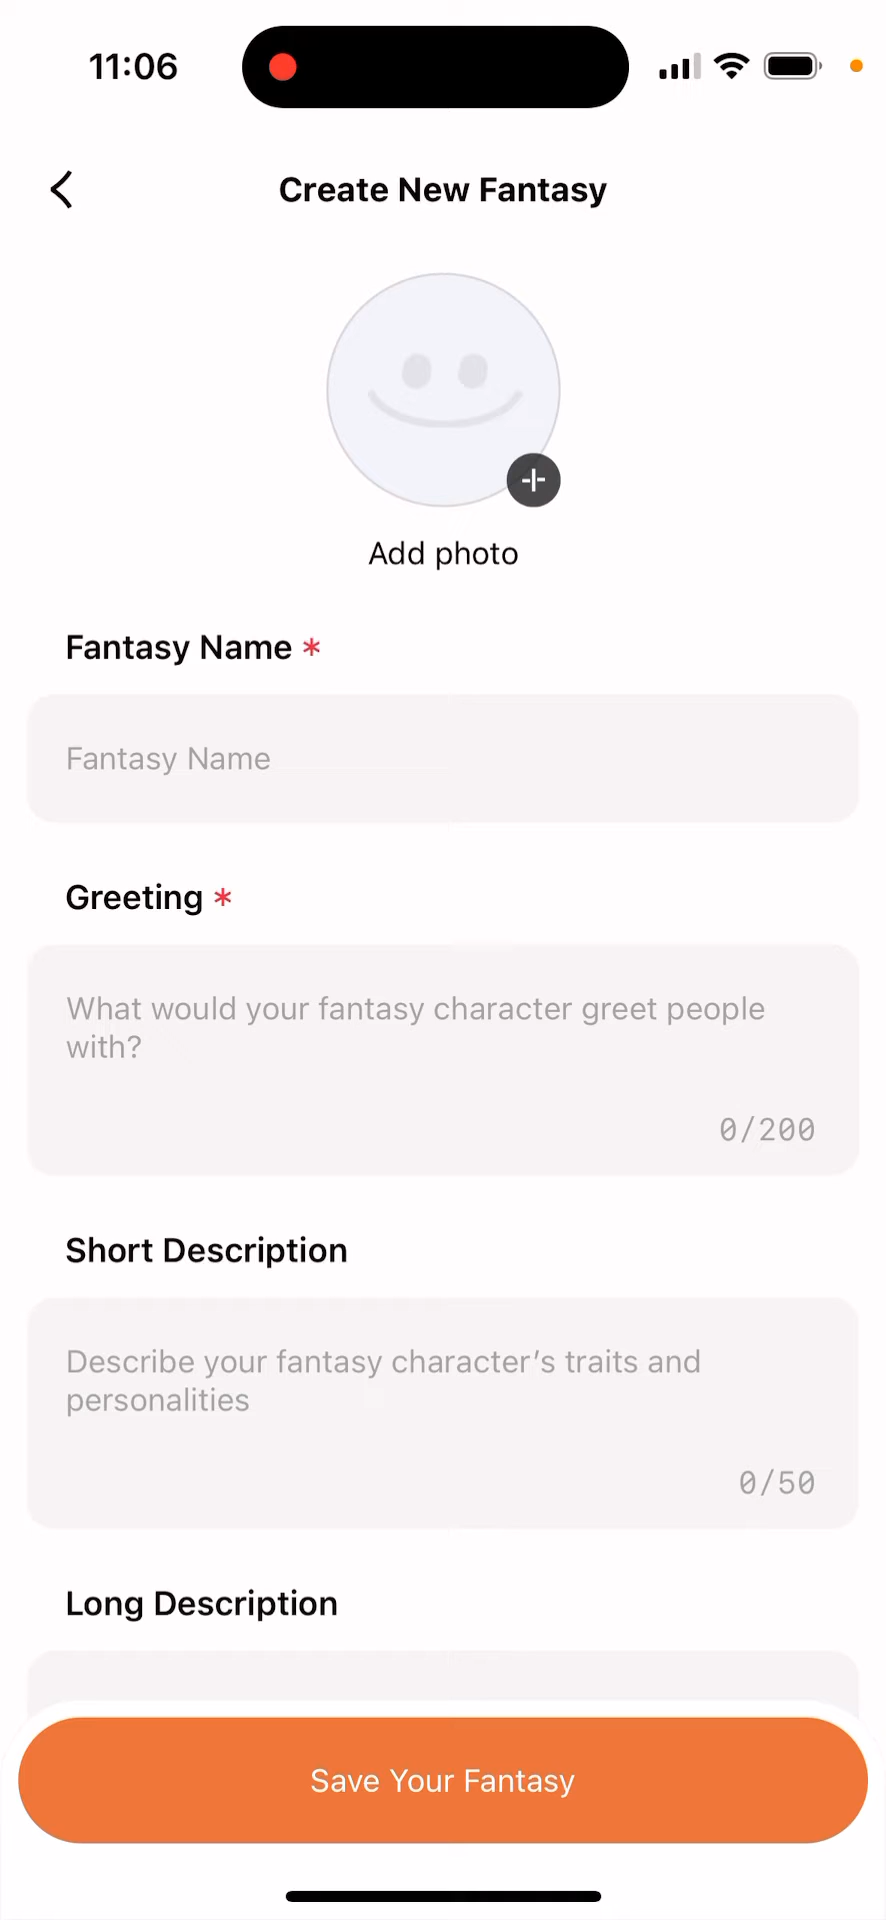 11:06
Create New Fantasy
Add photo
Fantasy Name *
Fantasy Name
Greeting *
What would your fantasy character greet people
with?
0/200
Short Description
Describe your fantasy character's traits and
personalities
0/50
Long Description
Save Your Fantasy